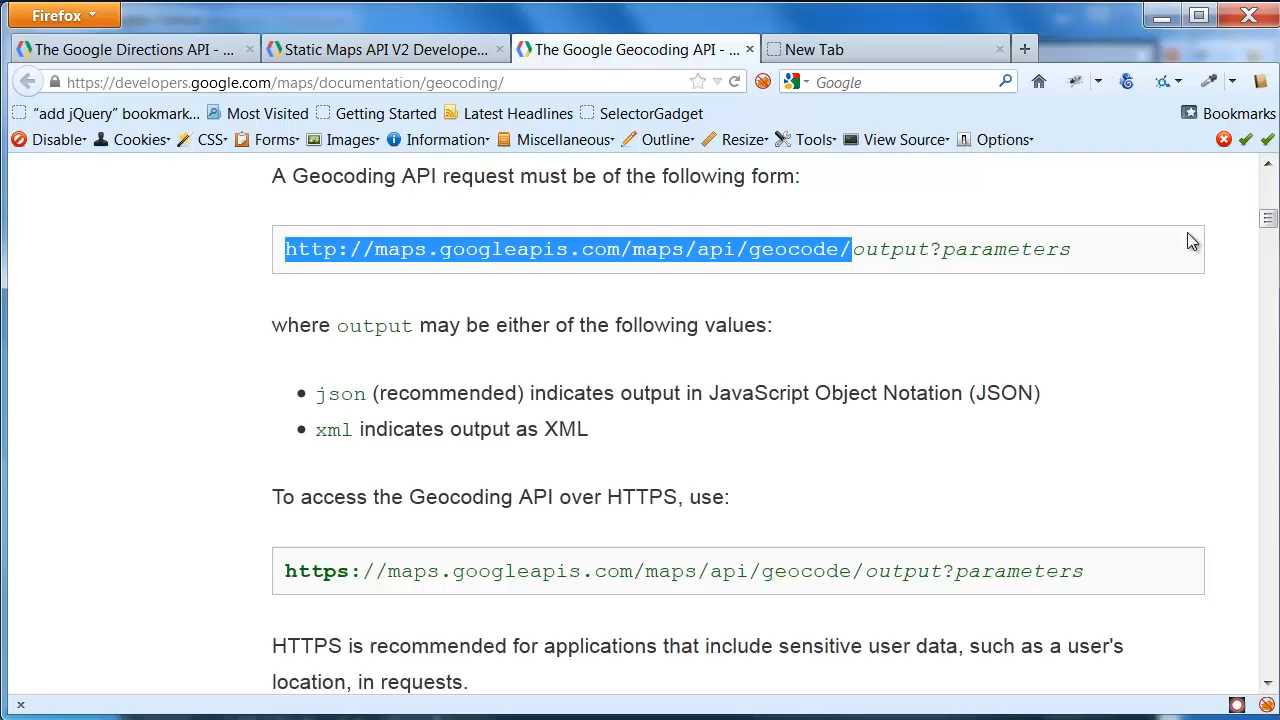 Firefox
The Google Directions API - ...
Static Maps API V2 Develope...
The Google Geocoding API - ...
New Tab
https://developers.google.com/maps/documentation/geocoding/
Google
"add jQuery" bookmark...
Most Visited
Getting Started
Latest Headlines
SelectorGadget
Bookmarks
Disable
Cookies
CSS
Forms
Images
Information
Miscellaneous
Outline
Resize
Tools
View Source
Options
A Geocoding API request must be of the following form:
http://maps.googleapis.com/maps/api/geocode/output?parameters
where output may be either of the following values:
• json (recommended) indicates output in JavaScript Object Notation (JSON)
• xml indicates output as XML
To access the Geocoding API over HTTPS, use:
https://maps.googleapis.com/maps/api/geocode/output?parameters
HTTPS is recommended for applications that include sensitive user data, such as a user's
location, in requests.